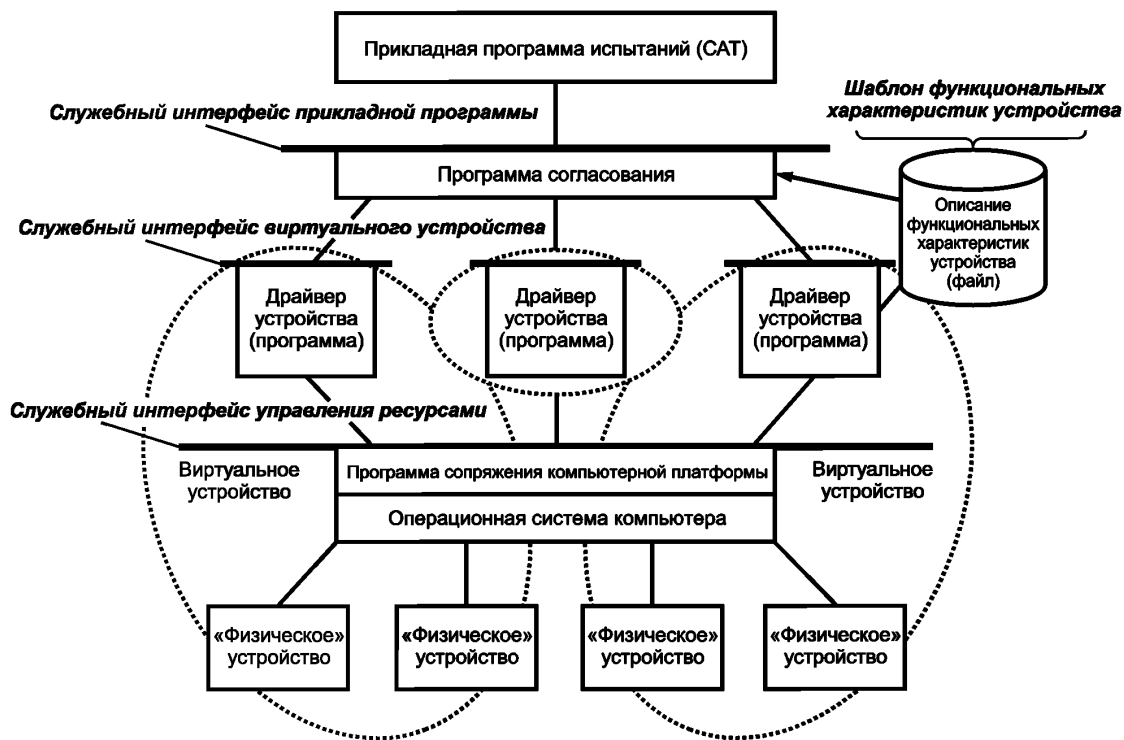 Прикладная программа испытаний (САТ)
Служебный интерфейс прикладной программы
Шаблон функциональных
характеристик устройства
Программа согласования
Описание
функциональных
характеристик
устройства
(файл)
Служебный интерфейс виртуального устройства
Драйвер
устройства
(программа)
Драйвер
устройства
(программа)
Драйвер
устройства
(программа)
Служебный интерфейс управления ресурсами
Виртуальное
устройство
Программа сопряжения компьютерной платформы
Виртуальное
устройство
Операционная система компьютера
«Физическое»
устройство
«Физическое»
устройство
«Физическое»
устройство
«Физическое»
устройство